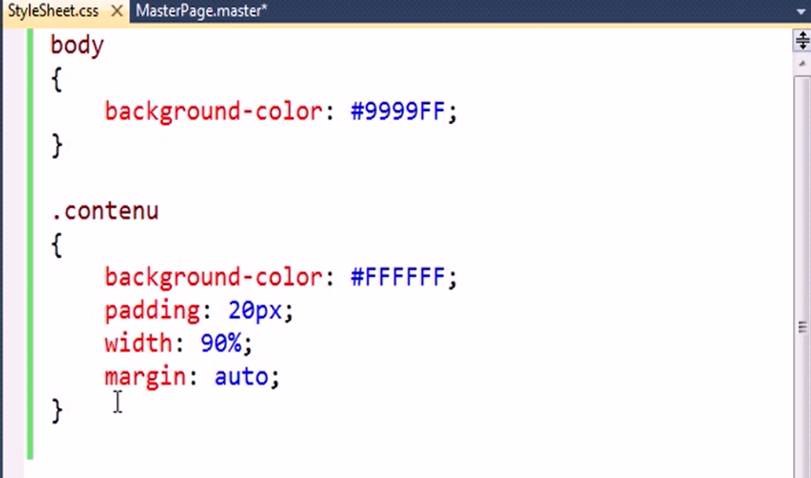 StyleSheet.css MasterPage.master*
body
{
background-color: #9999FF;
}
.contenu
{
background-color: #FFFFFF;
padding: 20px;
width: 90%;
margin: auto;
}